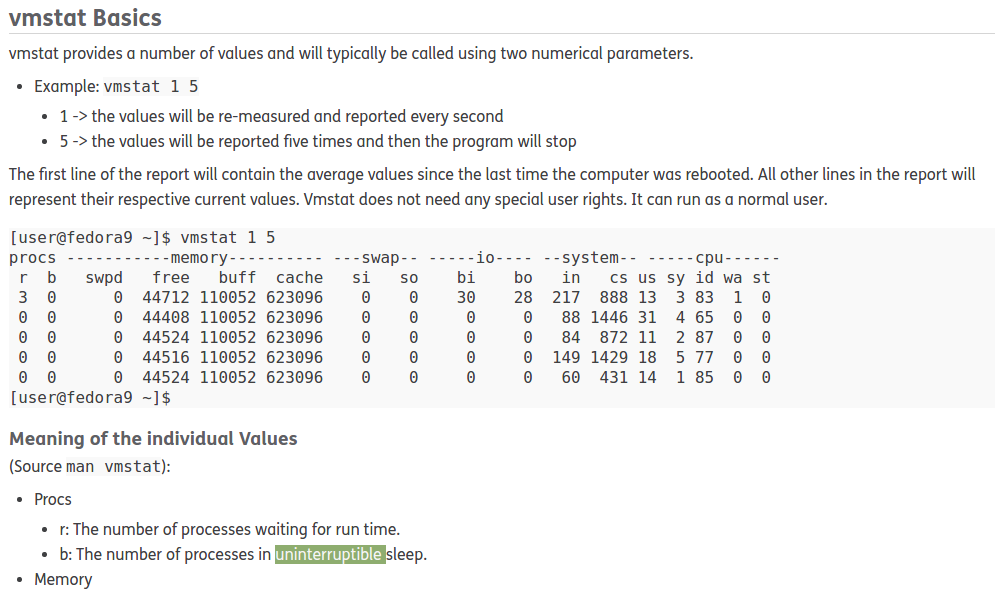 vmstat Basics
vmstat provides a number of values and will typically be called using two numerical parameters.
• Example: vmstat 1 5
• 1 -> the values will be re-measured and reported every second
• 5 -> the values will be reported five times and then the program will stop
The first line of the report will contain the average values since the last time the computer was rebooted. All other lines in the report will
represent their respective current values. Vmstat does not need any special user rights. It can run as a normal user.
[user@fedora9 ~]$ vmstat 1 5
procs -----------memory---------- ---swap-- -----io---- --system-- -----cpu------
 r  b   swpd   free   buff  cache   si   so    bi    bo   in   cs us sy id wa st
 3  0      0  44712 110052 623096    0    0    30    28  217  888 13  3 83  1  0
 0  0      0  44408 110052 623096    0    0     0     0   88 1446 31  4 65  0  0
 0  0      0  44524 110052 623096    0    0     0     0   84  872 11  2 87  0  0
 0  0      0  44516 110052 623096    0    0     0     0  149 1429 18  5 77  0  0
 0  0      0  44524 110052 623096    0    0     0     0   60  431 14  1 85  0  0
[user@fedora9 ~]$
Meaning of the individual Values
(Source man vmstat):
• Procs
• r: The number of processes waiting for run time.
• b: The number of processes in uninterruptible sleep.
• Memory